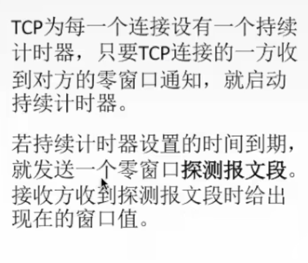 TCP为每一个连接设有一个持续
计时器，只要TCP连接的一方收
到对方的零窗口通知，就启动
持续计时器。
若持续计时器设置的时间到期，
就发送一个零窗口探测报文段。
接收方收到探测报文段时给出
现在的窗口值。